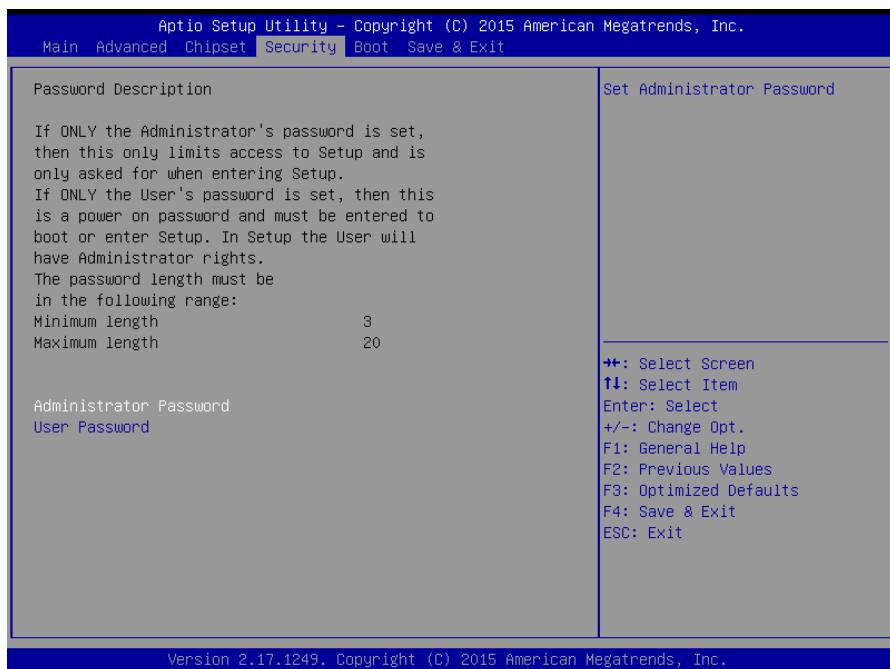 Aptio Setup Utility – Copyright (C) 2015 American Megatrends, Inc.
Main Advanced Chipset Security Boot Save & Exit
Password Description
If ONLY the Administrator's password is set,
then this only limits access to Setup and is
only asked for when entering Setup.
If ONLY the User's password is set, then this
is a power on password and must be entered to
boot or enter Setup. In Setup the User will
have Administrator rights.
The password length must be
in the following range:
Minimum length 3
Maximum length 20
Administrator Password
User Password
Set Administrator Password
→←: Select Screen
↑↓: Select Item
Enter: Select
+/-: Change Opt.
F1: General Help
F2: Previous Values
F3: Optimized Defaults
F4: Save & Exit
ESC: Exit
Version 2.17.1249. Copyright (C) 2015 American Megatrends, Inc.